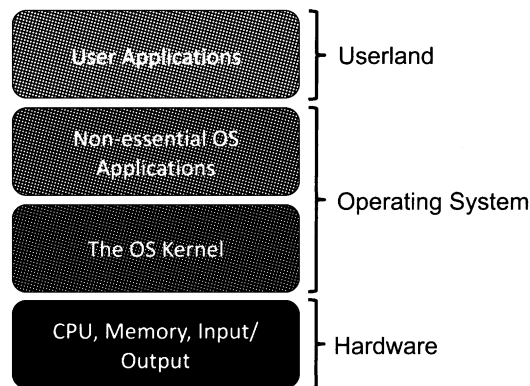 User Applications
Userland
Non-essential OS
Applications
Operating System
The OS Kernel
CPU, Memory, Input/
Output
Hardware